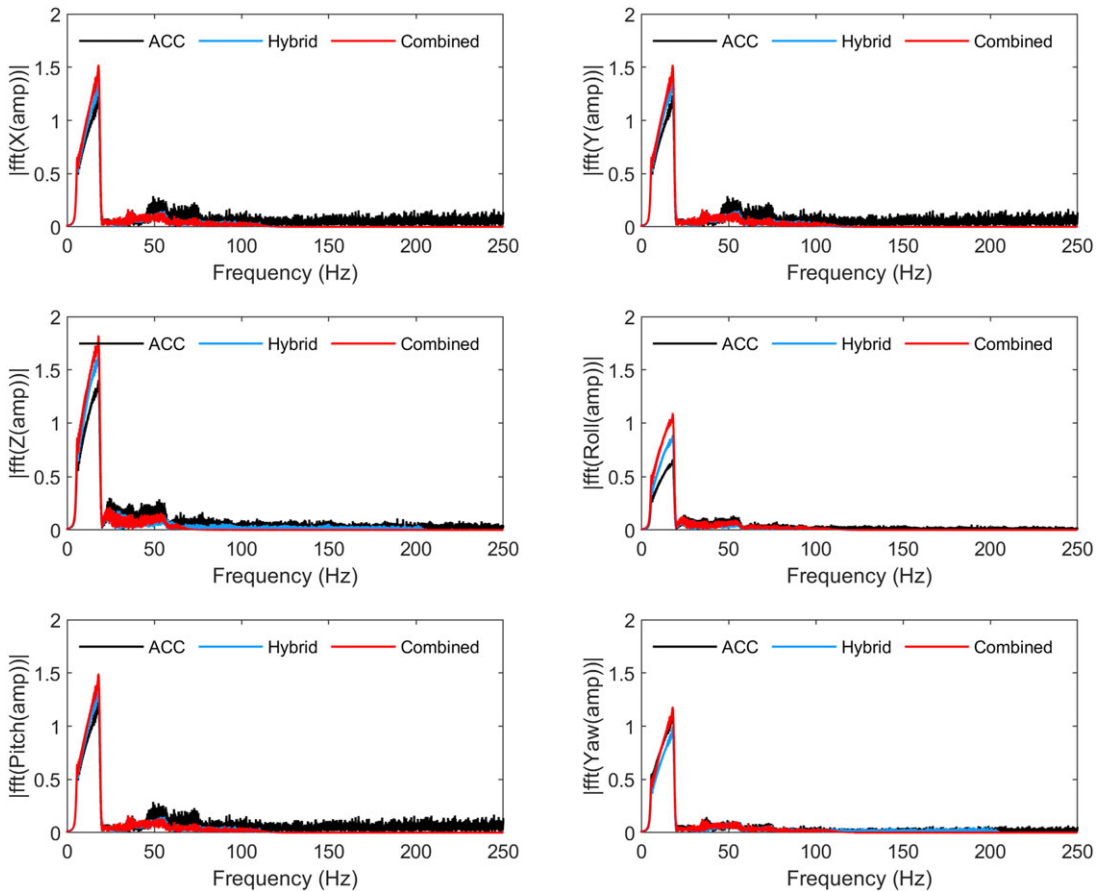 2
1.5
1
0.5
0
|fft(X(amp))|
ACC Hybrid Combined
0 50 100 150 200 250
Frequency (Hz)
2
1.5
1
0.5
0
|fft(Y(amp))|
ACC Hybrid Combined
0 50 100 150 200 250
Frequency (Hz)
2
1.5
1
0.5
0
|fft(Z(amp))|
ACC Hybrid Combined
0 50 100 150 200 250
Frequency (Hz)
2
1.5
1
0.5
0
|fft(Roll(amp))|
ACC Hybrid Combined
0 50 100 150 200 250
Frequency (Hz)
2
1.5
1
0.5
0
|fft(Pitch(amp))|
ACC Hybrid Combined
0 50 100 150 200 250
Frequency (Hz)
2
1.5
1
0.5
0
|fft(Yaw(amp))|
ACC Hybrid Combined
0 50 100 150 200 250
Frequency (Hz)